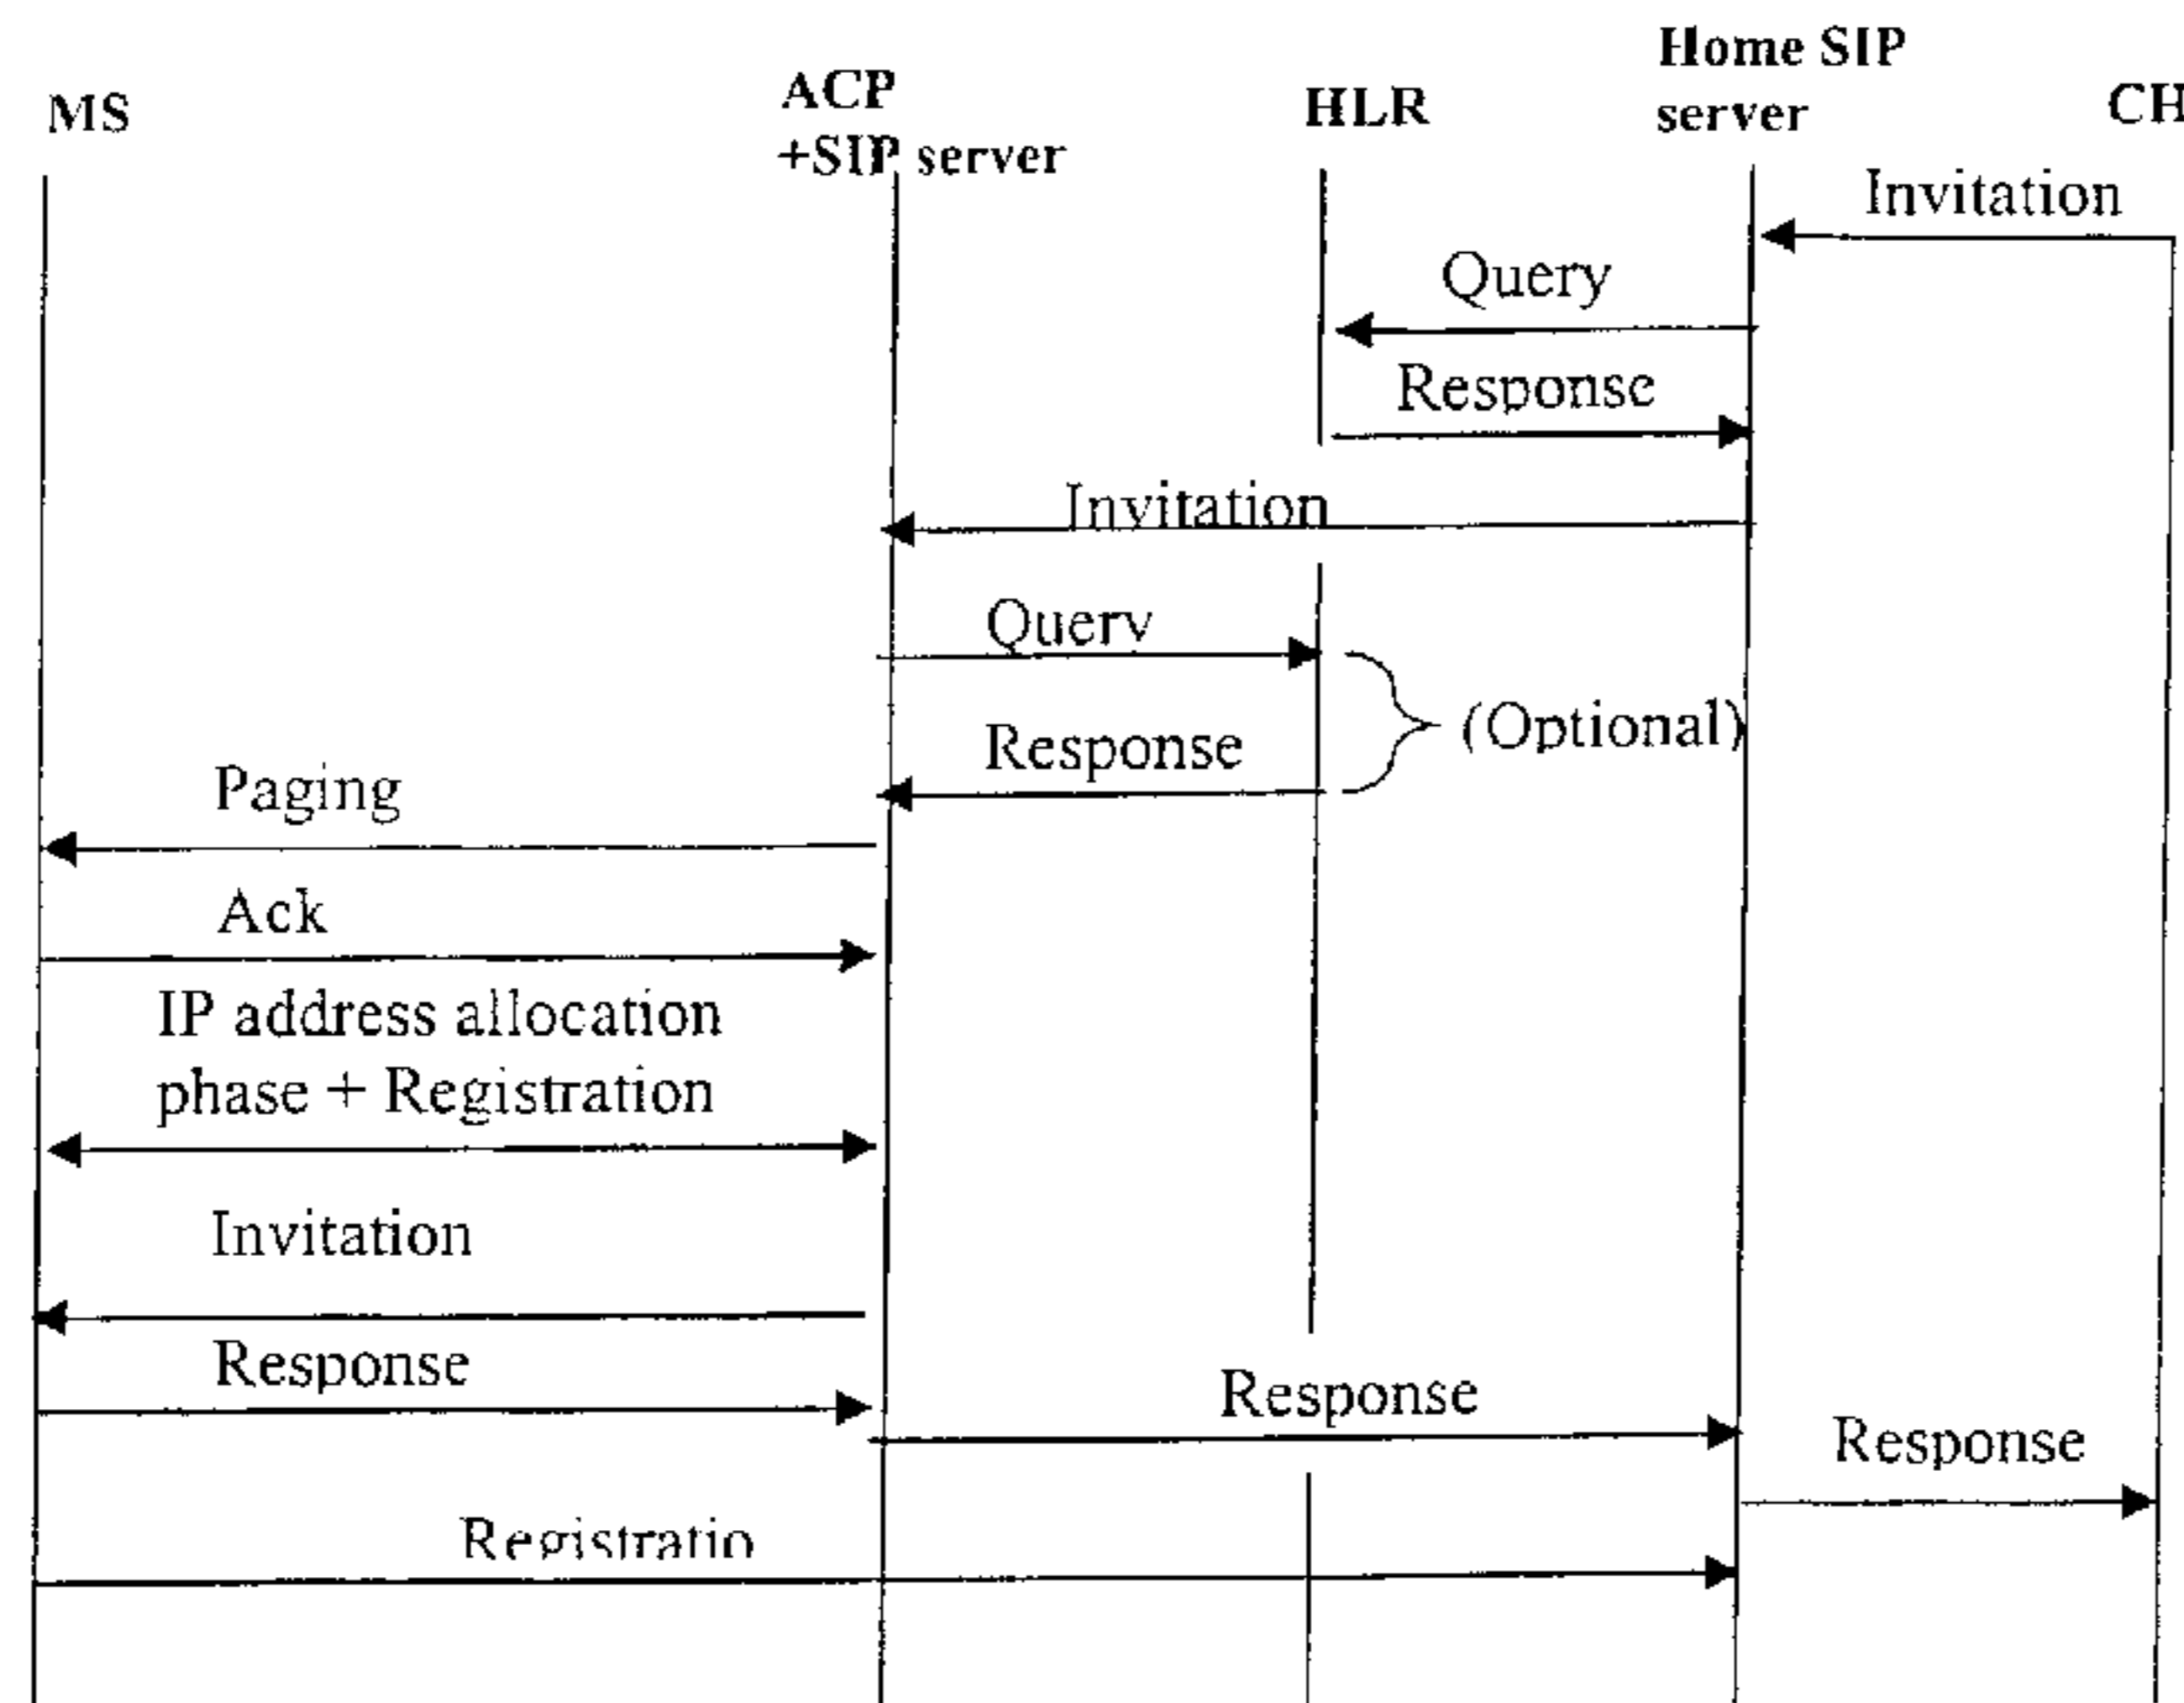 MS
ACP
+SIP server
HLR
Home SIP
server
CH
Invitation
Query
Response
Invitation
Query
(Optional)
Response
Paging
Ack
IP address allocation
phase + Registration
Invitation
Response
Response
Response
Registratio